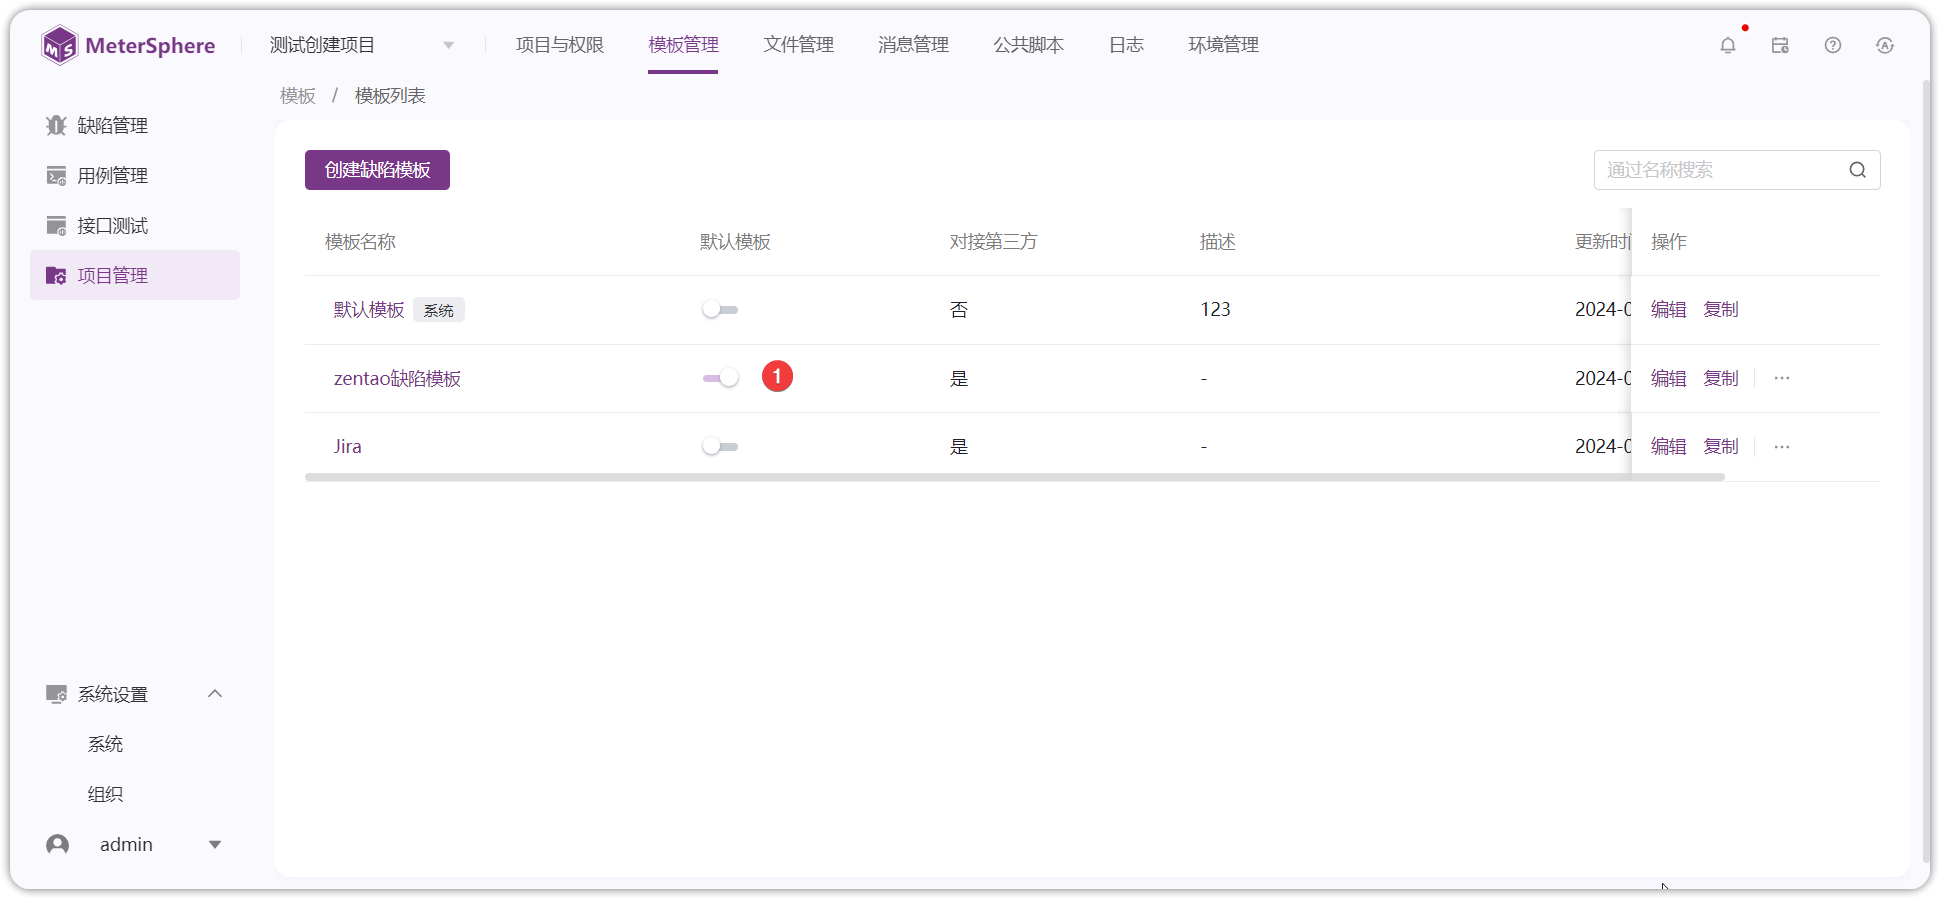 MeterSphere 测试创建项目 项目与权限 模板管理 文件管理 消息管理 公共脚本 日志 环境管理
模板 / 模板列表
缺陷管理
用例管理
接口测试
项目管理
创建缺陷模板 通过名称搜索
模板名称 默认模板 对接第三方 描述 更新时 操作
默认模板 系统 否 123 2024-0 编辑 复制
zentao缺陷模板 1 是 - 2024-0 编辑 复制 ···
Jira 是 - 2024-0 编辑 复制 ···
系统设置
系统
组织
admin